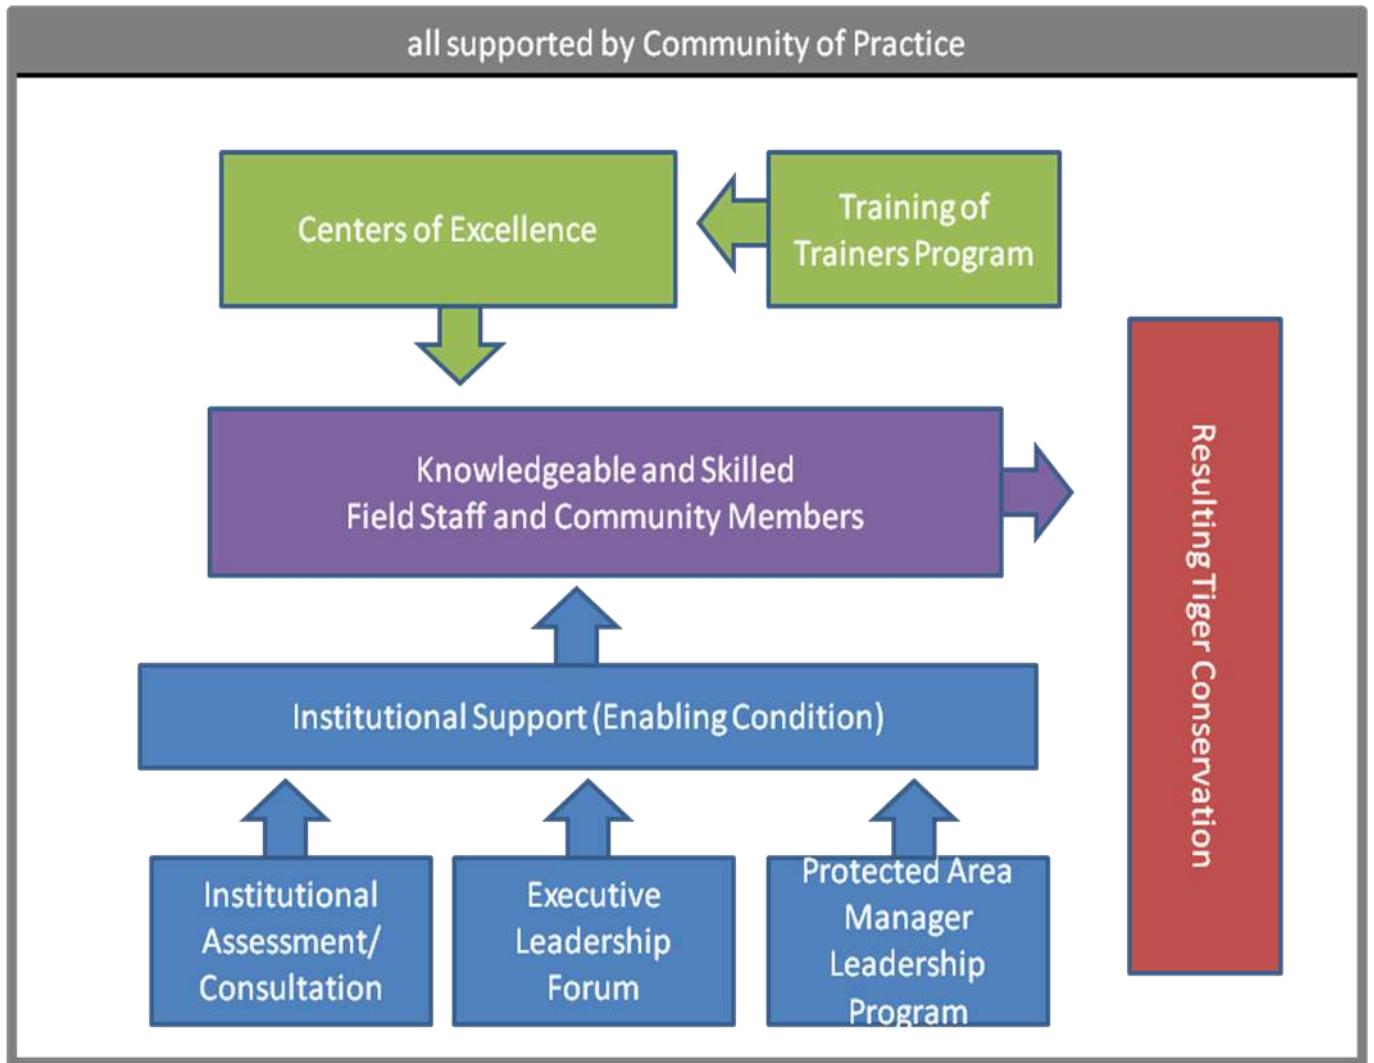 all supported by Community of Practice
Centers of Excellence
Training of
Trainers Program
Knowledgeable and Skilled
Field Staff and Community Members
Resulting Tiger Conservation
Institutional Support (Enabling Condition)
Institutional
Assessment/
Consultation
Executive
Leadership
Forum
Protected Area
Manager
Leadership
Program